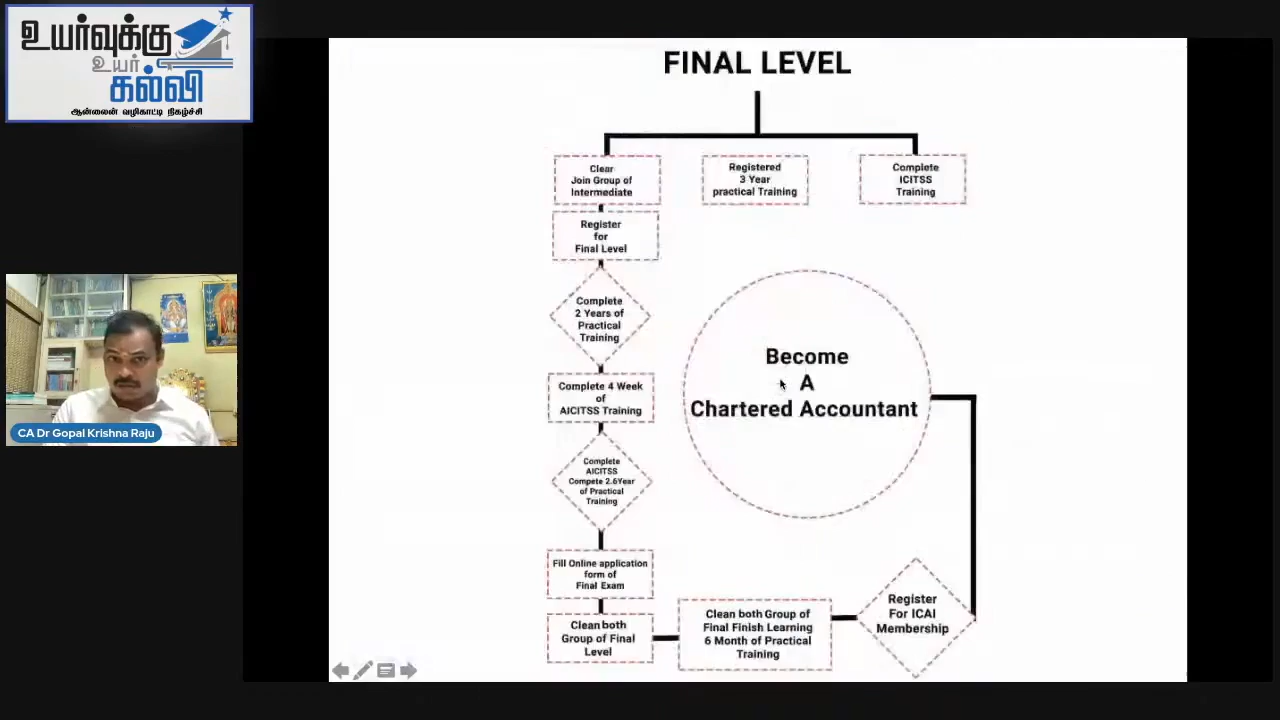 உயர்வுக்கு
உயர்
கல்வி
ஆன்லைன் வழிகாட்டி நிகழ்ச்சி
FINAL LEVEL
Clear
Join Group of
Intermediate
Registered
3 Year
practical Training
Complete
ICITSS
Training
Register
for
Final Level
Complete
2 Years of
Practical
Training
Complete 4 Week
of
AICITSS Training
Complete
AICITSS
Compete 2.6Year
of Practical
Training
Fill Online application
form of
Final Exam
Clean both
Group of Final
Level
Clean both Group of
Final Finish Learning
6 Month of Practical
Training
Register
For ICAI
Membership
Become
A
Chartered Accountant
CA Dr Gopal Krishna Raju